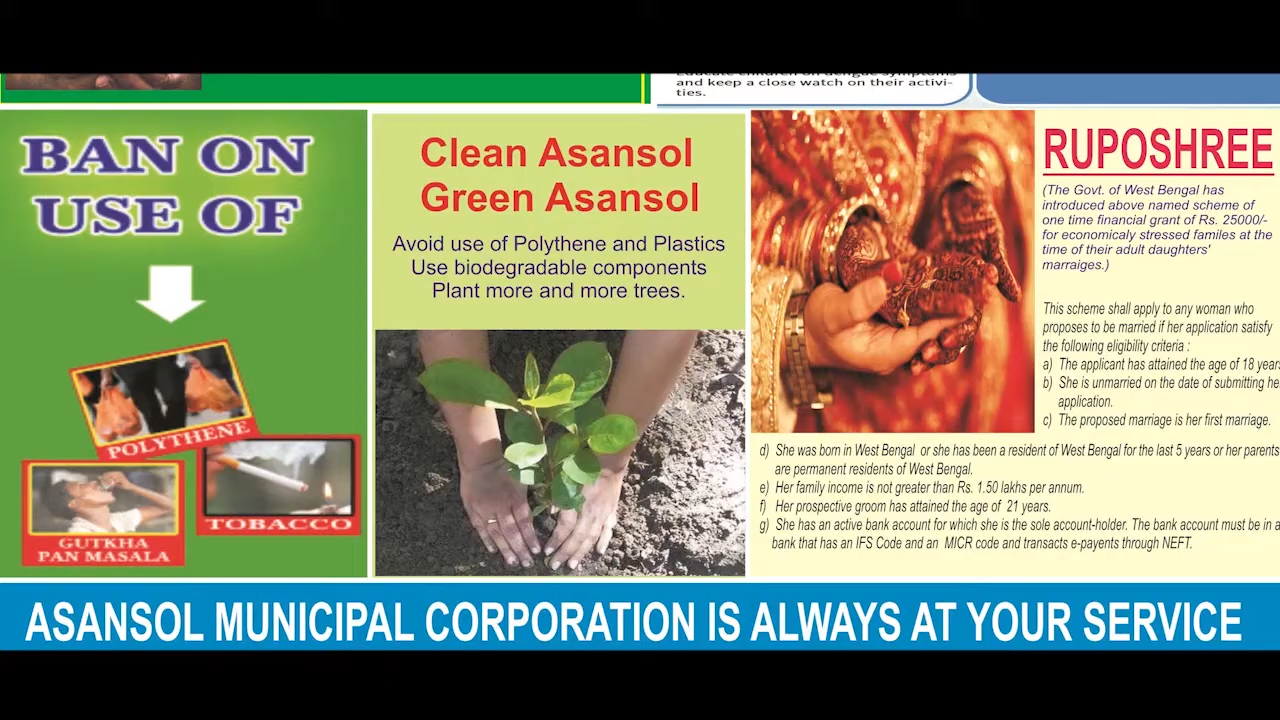 Educate children on dengue symptoms
and keep a close watch on their activi-
ties.
BAN ON
USE OF
POLYTHENE
TOBACCO
GUTKHA
PAN MASALA
Clean Asansol
Green Asansol
Avoid use of Polythene and Plastics
Use biodegradable components
Plant more and more trees.
RUPOSHREE
(The Govt. of West Bengal has
introduced above named scheme of
one time financial grant of Rs. 25000/-
for economicaly stressed familes at the
time of their adult daughters'
marraiges.)
This scheme shall apply to any woman who
proposes to be married if her application satisfy
the following eligibility criteria :
a) The applicant has attained the age of 18 years
b) She is unmarried on the date of submitting he
application.
c) The proposed marriage is her first marriage.
d) She was born in West Bengal or she has been a resident of West Bengal for the last 5 years or her parents
are permanent residents of West Bengal.
e) Her family income is not greater than Rs. 1.50 lakhs per annum.
f) Her prospective groom has attained the age of 21 years.
g) She has an active bank account for which she is the sole account-holder. The bank account must be in a
bank that has an IFS Code and an MICR code and transacts e-payents through NEFT.
ASANSOL MUNICIPAL CORPORATION IS ALWAYS AT YOUR SERVICE